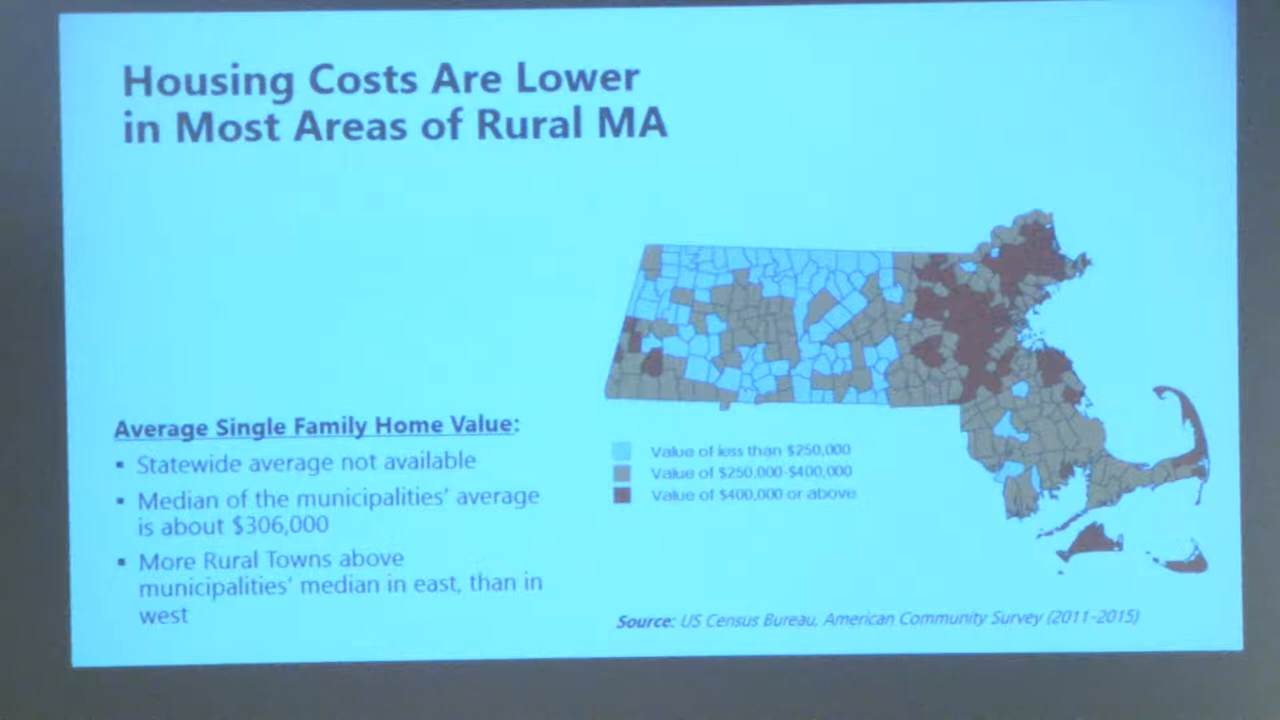 Housing Costs Are Lower
in Most Areas of Rural MA
Average Single Family Home Value:
▪ Statewide average not available
▪ Median of the municipalities' average
is about $306,000
▪ More Rural Towns above
municipalities' median in east, than in
west
Value of less than $250,000
Value of $250,000-$400,000
Value of $400,000 or above
Source: US Census Bureau, American Community Survey (2011-2015)